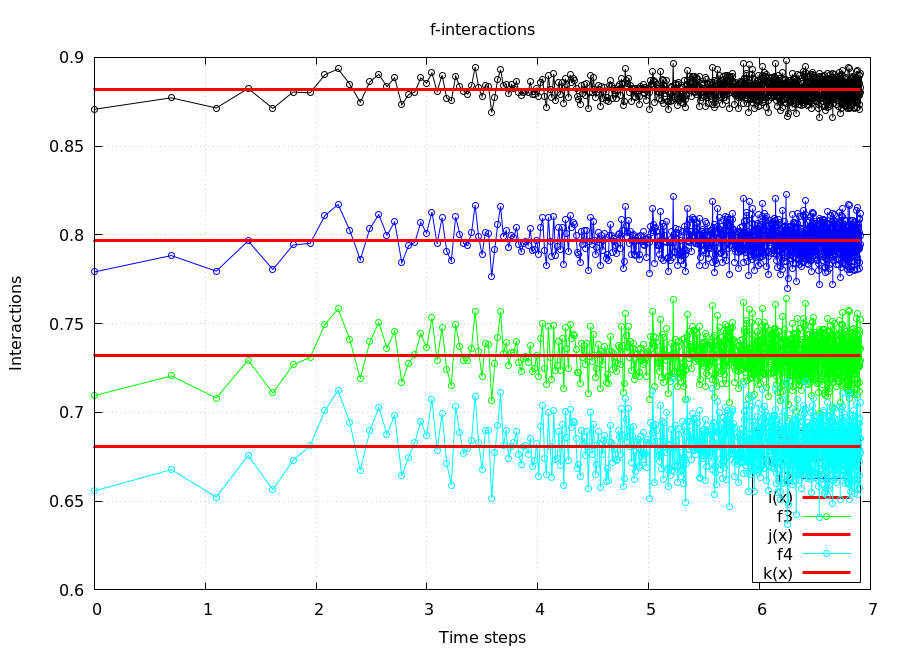 f-interactions
0.9
0.85
0.8
0.75
0.7
0.65
0.6
Interactions
i(x)
f3
j(x)
f4
k(x)
0 1 2 3 4 5 6 7
Time steps